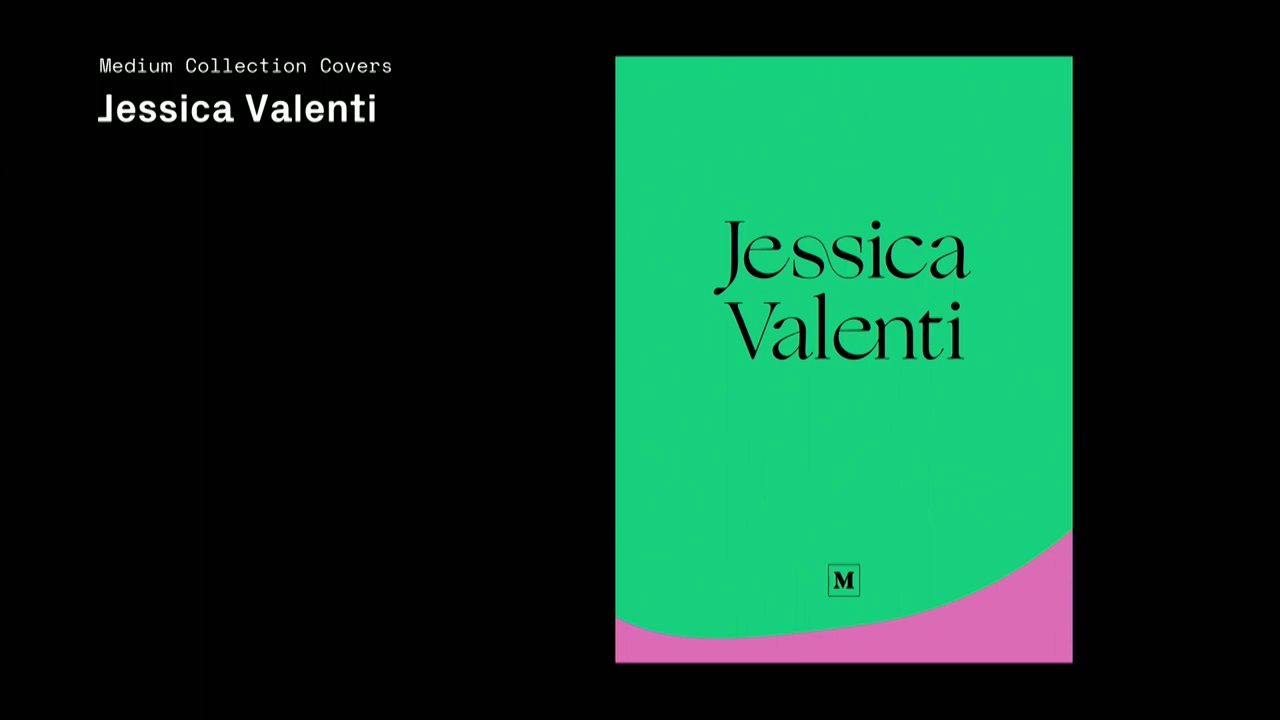 Medium Collection Covers
Jessica Valenti
Jessica
Valenti
M